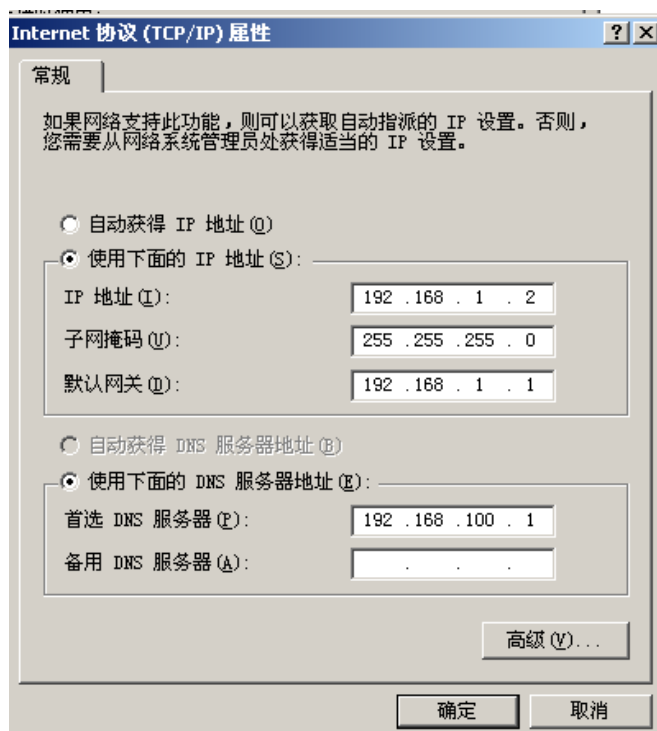 Internet 协议 (TCP/IP) 属性
常规
如果网络支持此功能，则可以获取自动指派的 IP 设置。否则，
您需要从网络系统管理员处获得适当的 IP 设置。
自动获得 IP 地址(O)
使用下面的 IP 地址(S):
IP 地址(I): 192 .168 . 1 . 2
子网掩码(U): 255 .255 .255 . 0
默认网关(D): 192 .168 . 1 . 1
自动获得 DNS 服务器地址(B)
使用下面的 DNS 服务器地址(E):
首选 DNS 服务器(P): 192 .168 .100 . 1
备用 DNS 服务器(A): . . .
高级(V)...
确定 取消